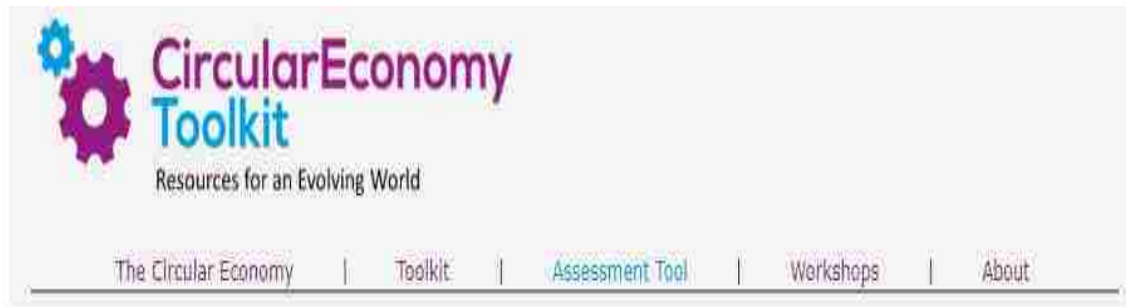 CircularEconomy
Toolkit
Resources for an Evolving World
The Circular Economy | Toolkit | Assessment Tool | Workshops | About